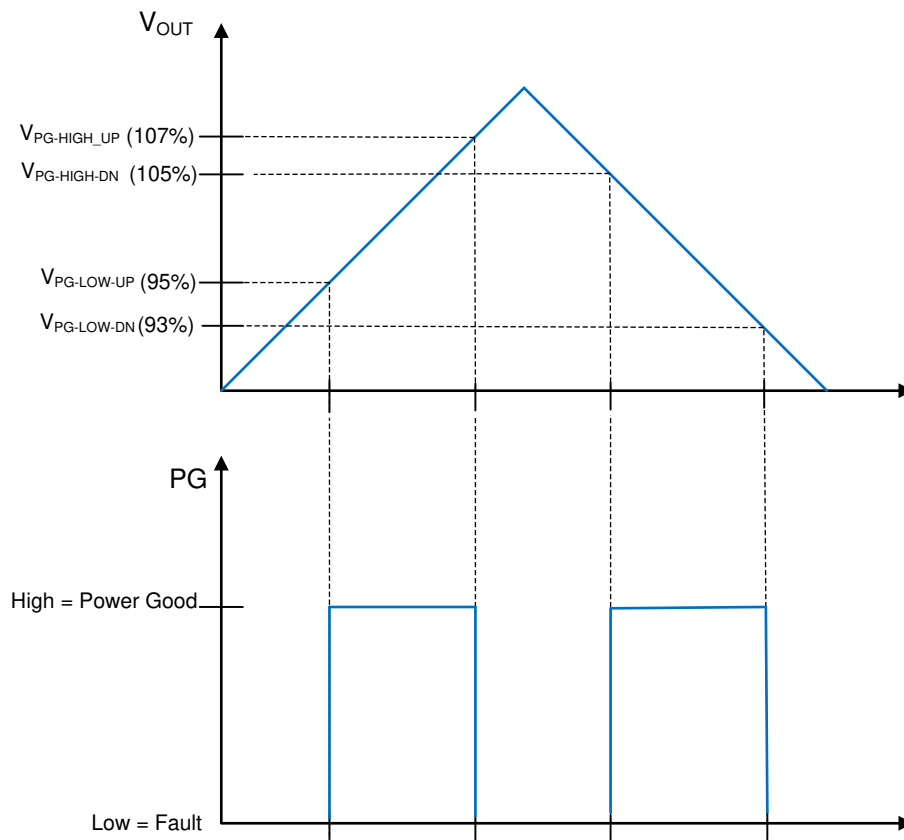 VOUT
VPG-HIGH_UP (107%)
VPG-HIGH-DN (105%)
VPG-LOW-UP (95%)
VPG-LOW-DN (93%)
PG
High = Power Good
Low = Fault